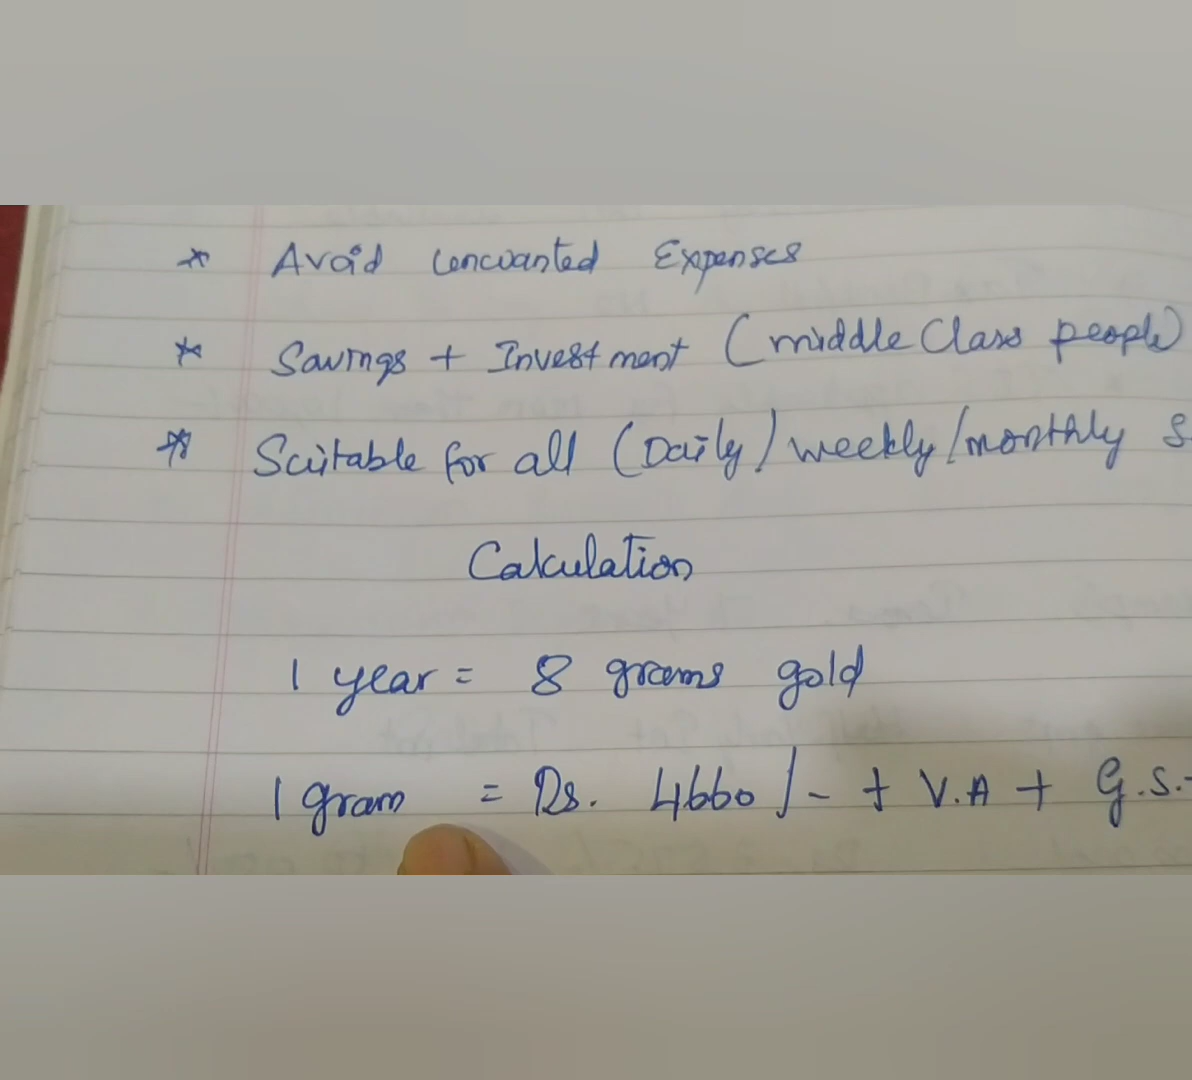 * Avoid unwanted Expenses
* Savings + Investment (middle Class people)
* Suitable for all (Daily/weekly/monthly S
Calculation
1 year = 8 grams gold
1 gram = Rs. 4660/- + V.A + G.S.